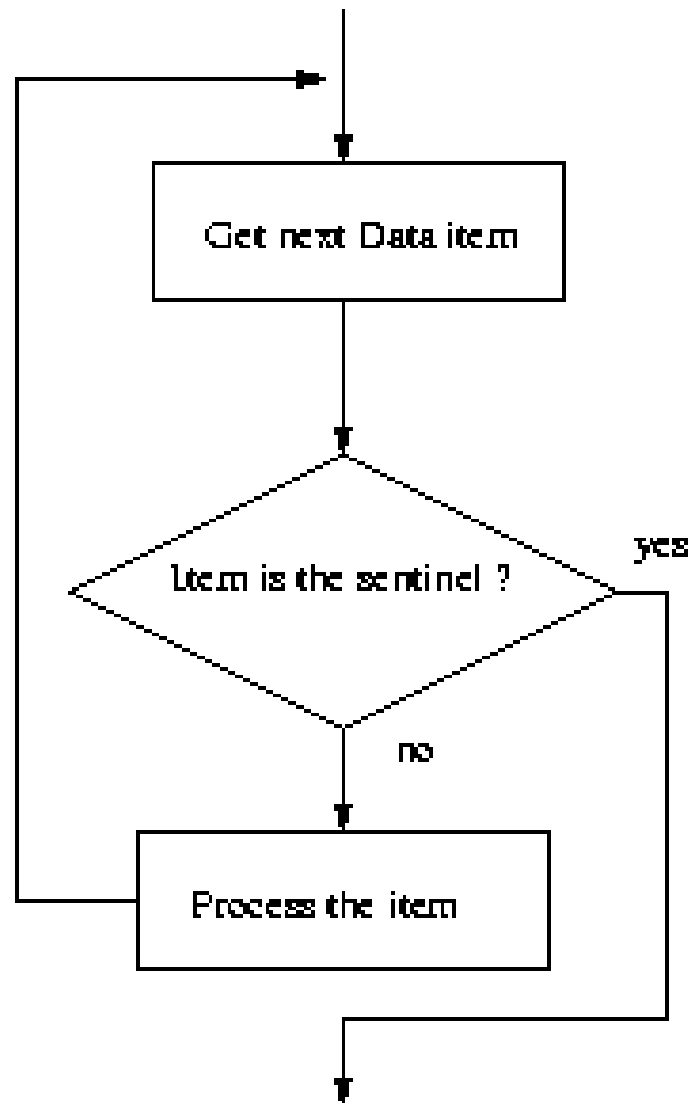 Get next Data item
Item is the sentinel ?
yes
no
Process the item